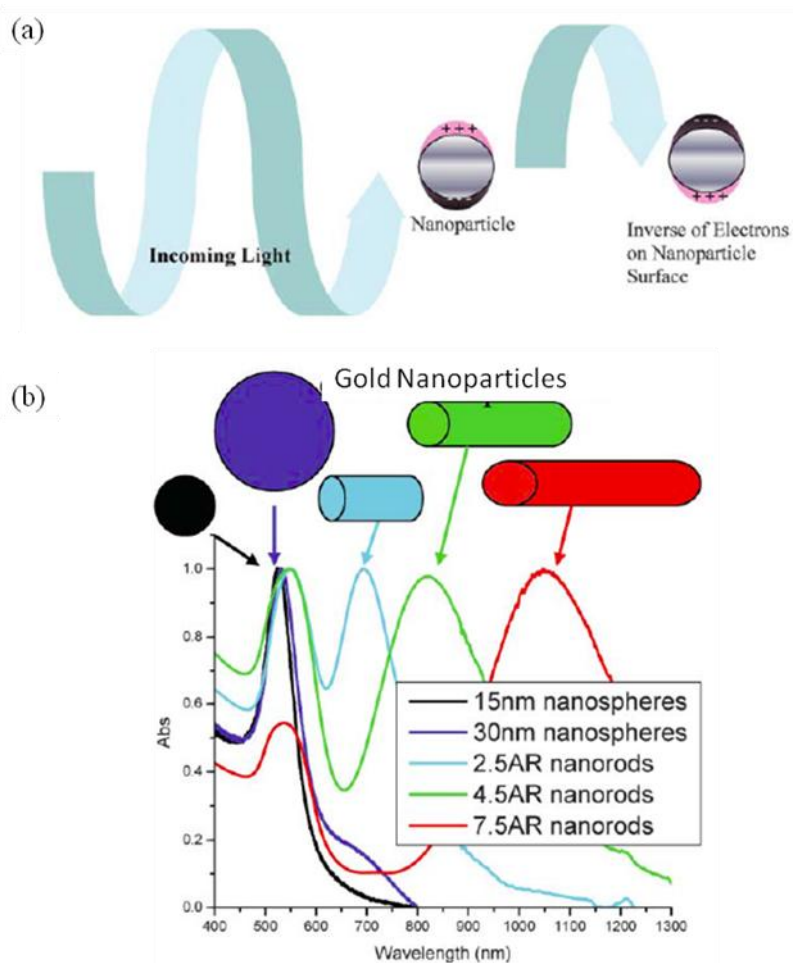 (a)
+ + +
- - -
Incoming Light
Nanoparticle
- - -
+ + +
Inverse of Electrons
on Nanoparticle
Surface
(b)
Gold Nanoparticles
1.0
0.8
0.6
0.4
0.2
0.0
Abs
15nm nanospheres
30nm nanospheres
2.5AR nanorods
4.5AR nanorods
7.5AR nanorods
400 500 600 700 800 900 1000 1100 1200 1300
Wavelength (nm)